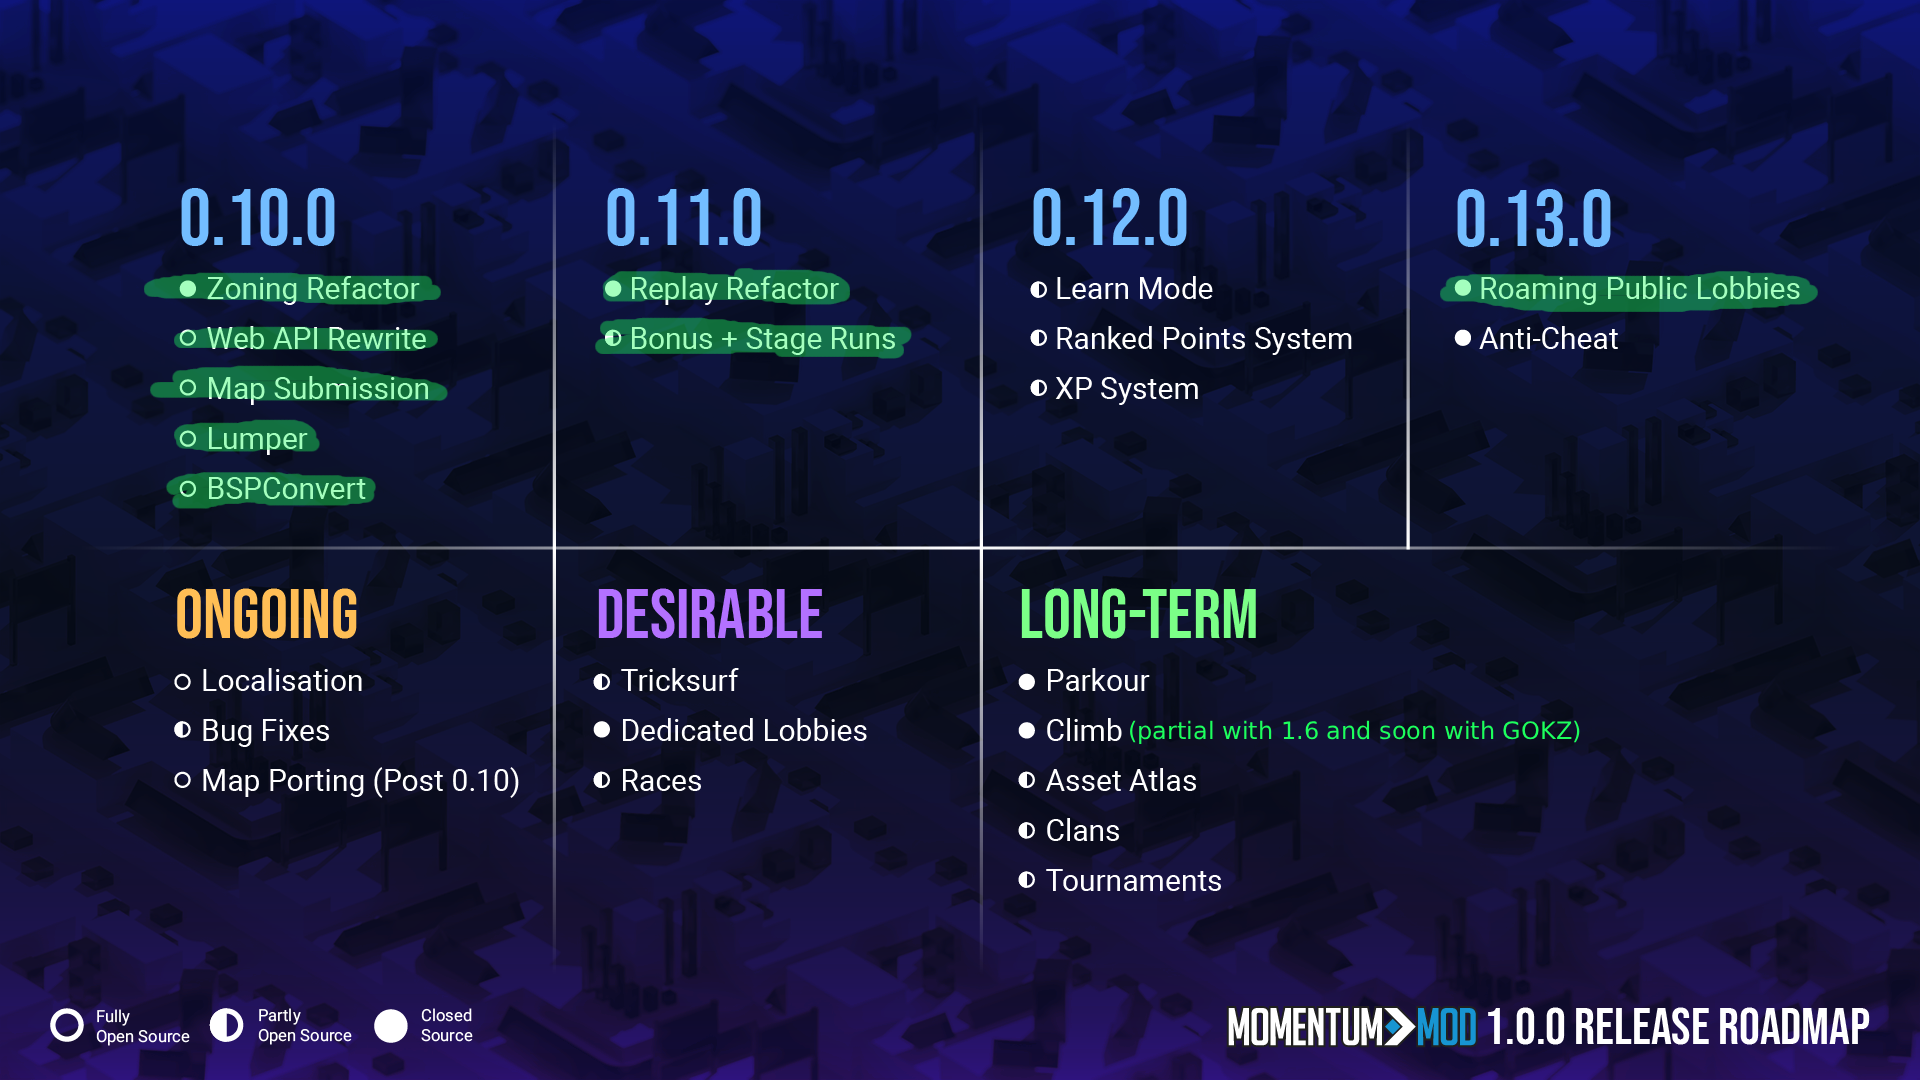 0.10.0
Zoning Refactor
Web API Rewrite
Map Submission
Lumper
BSPConvert
0.11.0
Replay Refactor
Bonus + Stage Runs
0.12.0
Learn Mode
Ranked Points System
XP System
0.13.0
Roaming Public Lobbies
Anti-Cheat
ONGOING
Localisation
Bug Fixes
Map Porting (Post 0.10)
DESIRABLE
Tricksurf
Dedicated Lobbies
Races
LONG-TERM
Parkour
Climb (partial with 1.6 and soon with GOKZ)
Asset Atlas
Clans
Tournaments
Fully
Open Source
Partly
Open Source
Closed
Source
MOMENTUM MOD 1.0.0 RELEASE ROADMAP